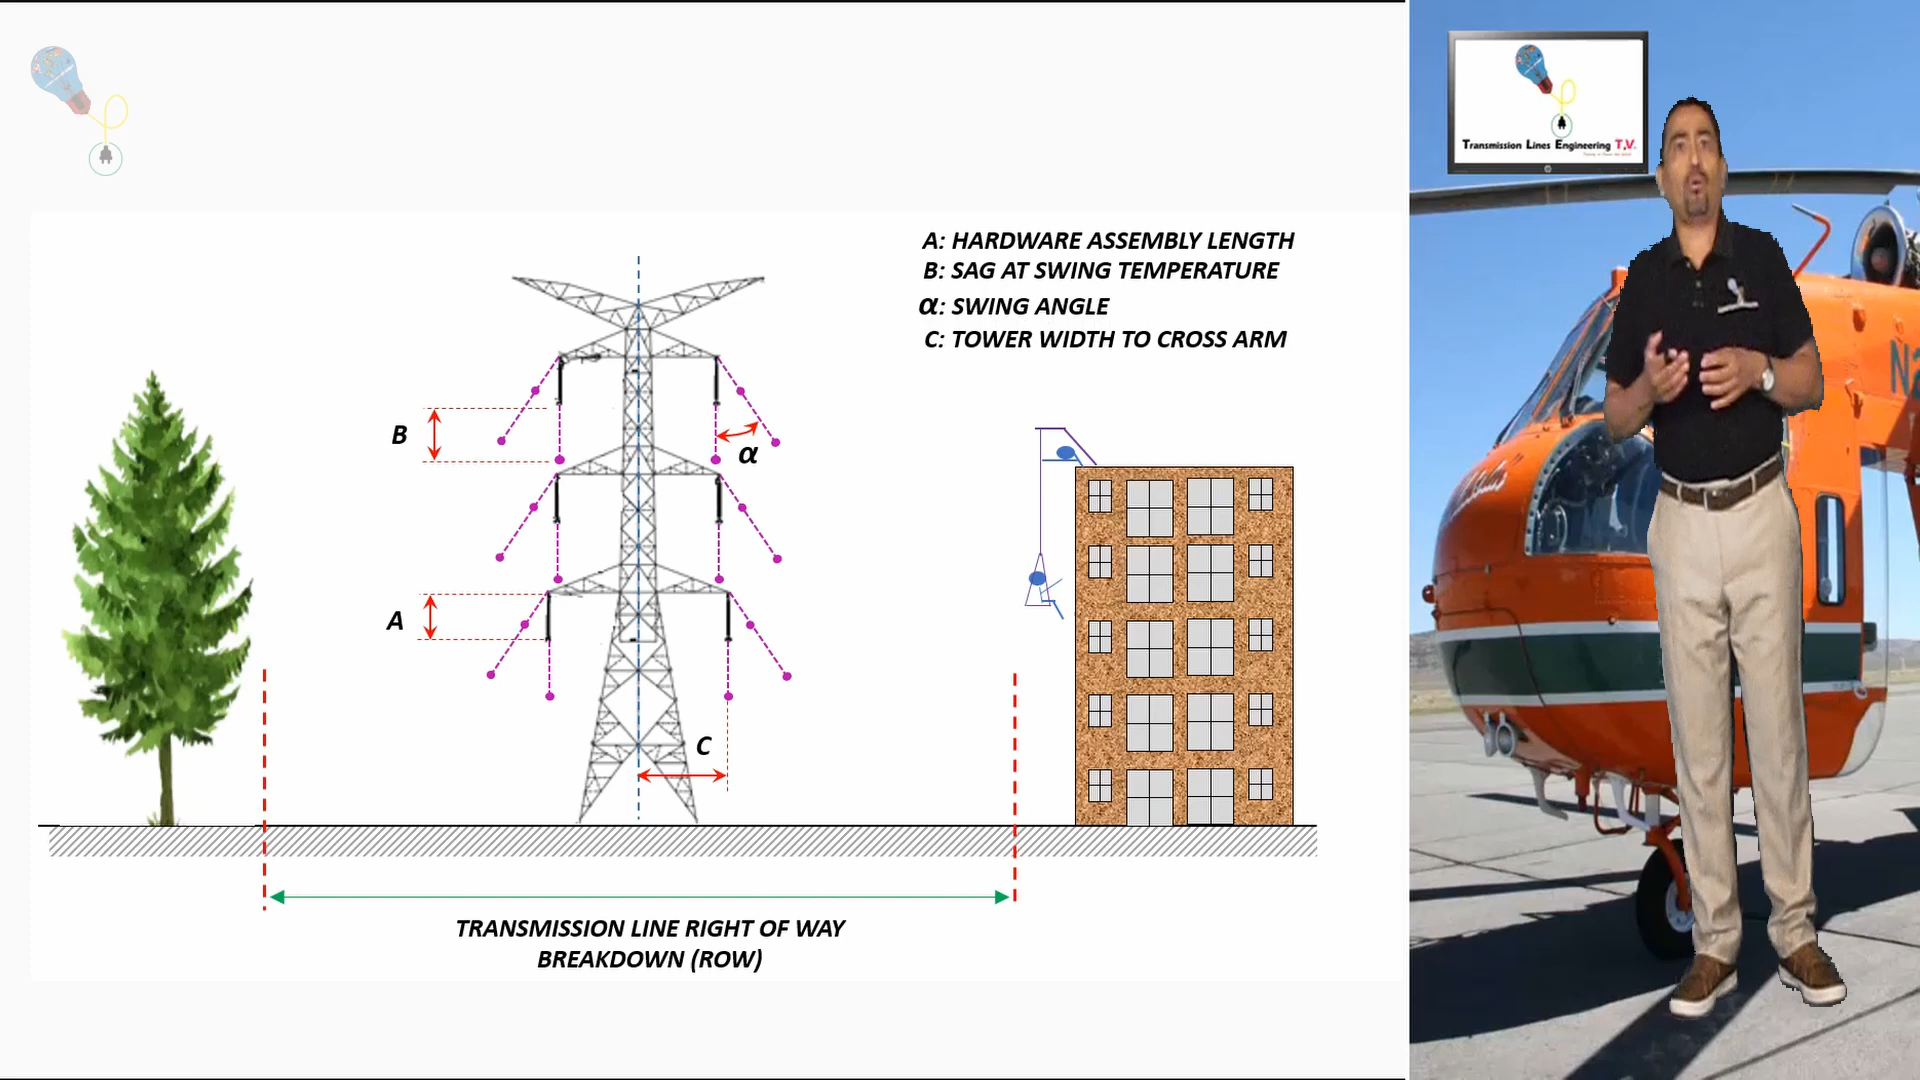 A: HARDWARE ASSEMBLY LENGTH
B: SAG AT SWING TEMPERATURE
α: SWING ANGLE
C: TOWER WIDTH TO CROSS ARM
B
α
A
C
TRANSMISSION LINE RIGHT OF WAY
BREAKDOWN (ROW)
Transmission Lines Engineering T.V.